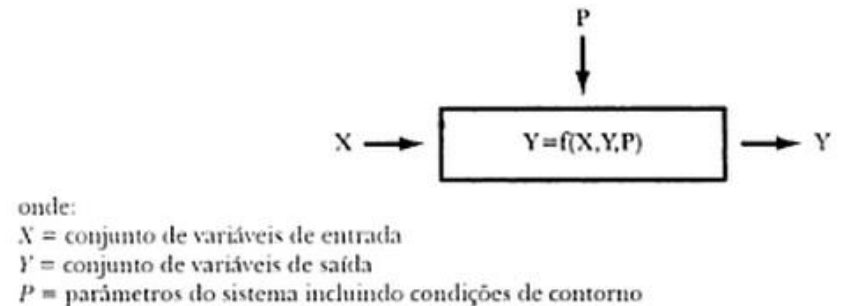 P
X
Y=f(X,Y,P)
Y
onde:
X = conjunto de variáveis de entrada
Y = conjunto de variáveis de saída
P = parâmetros do sistema incluindo condições de contorno